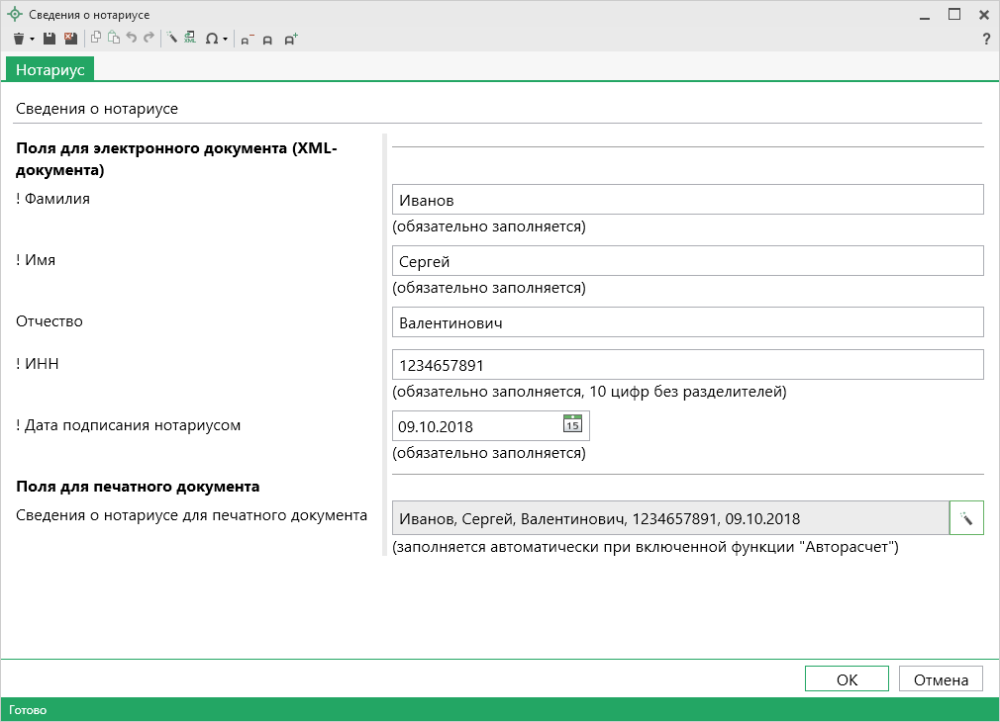 Сведения о нотариусе
Нотариус
Сведения о нотариусе
Поля для электронного документа (XML-
документа)
! Фамилия
Иванов
(обязательно заполняется)
! Имя
Сергей
(обязательно заполняется)
Отчество
Валентинович
! ИНН
1234657891
(обязательно заполняется, 10 цифр без разделителей)
! Дата подписания нотариусом
09.10.2018
15
(обязательно заполняется)
Поля для печатного документа
Сведения о нотариусе для печатного документа
Иванов, Сергей, Валентинович, 1234657891, 09.10.2018
(заполняется автоматически при включенной функции "Авторасчет")
ОК
Отмена
Готово